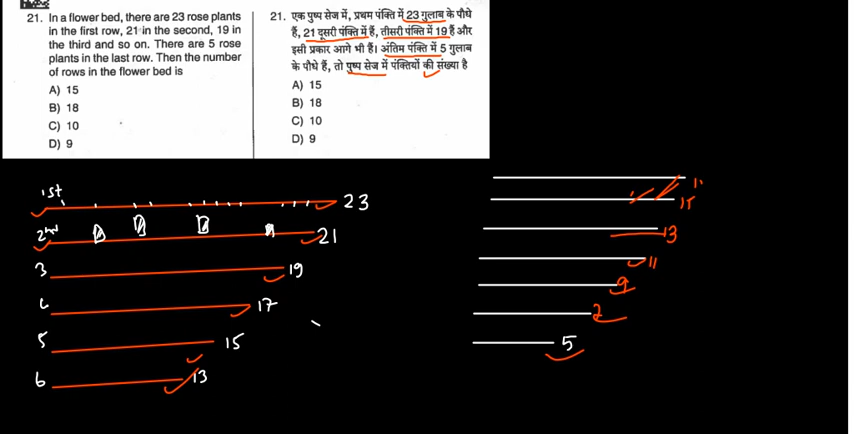 21. In a flower bed, there are 23 rose plants
in the first row, 21 in the second, 19 in
the third and so on. There are 5 rose
plants in the last row. Then the number
of rows in the flower bed is
A) 15
B) 18
C) 10
D) 9
21. एक पुष्प सेज में, प्रथम पंक्ति में 23 गुलाब के पौधे
हैं, 21 दूसरी पंक्ति में हैं, तीसरी पंक्ति में 19 हैं और
इसी प्रकार आगे भी हैं। अंतिम पंक्ति में 5 गुलाब
के पौधे हैं, तो पुष्प सेज में पंक्तियों की संख्या है
A) 15
B) 18
C) 10
D) 9
1st 23
2nd 21
3 19
4 17
5 15
6 13
15
13
11
9
7
5